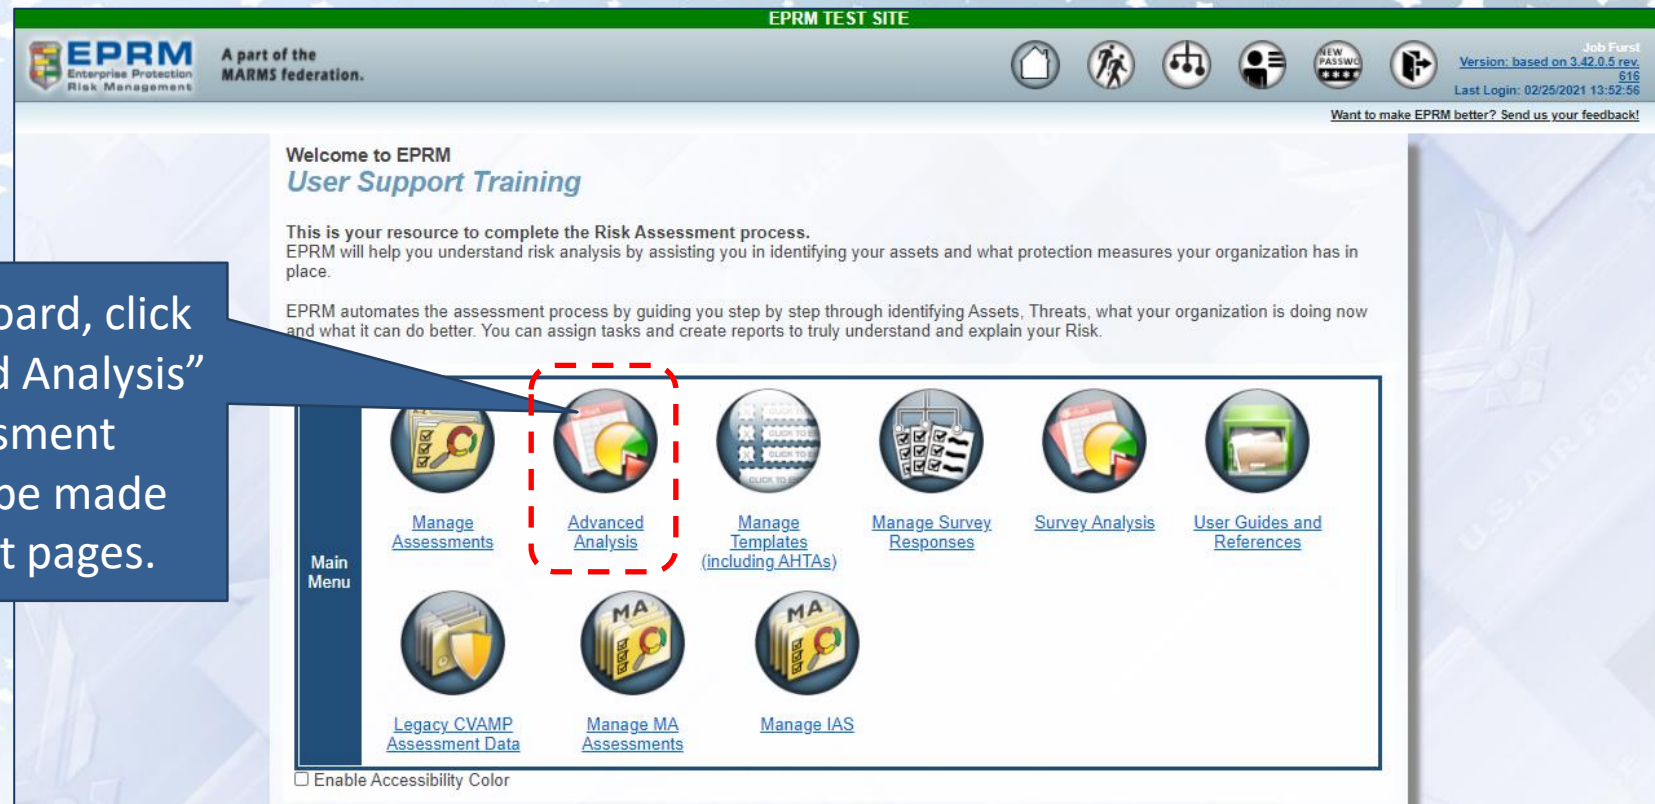 EPRM TEST SITE
EPRM
Enterprise Protection
Risk Management
A part of the
MARMS federation.
NEW
PASSWO
****
Job Furst
Version: based on 3.42.0.5 rev.
616
Last Login: 02/25/2021 13:52:56
Want to make EPRM better? Send us your feedback!
Welcome to EPRM
User Support Training
This is your resource to complete the Risk Assessment process.
EPRM will help you understand risk analysis by assisting you in identifying your assets and what protection measures your organization has in
place.
EPRM automates the assessment process by guiding you step by step through identifying Assets, Threats, what your organization is doing now
and what it can do better. You can assign tasks and create reports to truly understand and explain your Risk.
oard, click
d Analysis”
sment
be made
t pages.
Main
Menu
Manage
Assessments
Advanced
Analysis
Manage
Templates
(including AHTAs)
Manage Survey
Responses
Survey Analysis
User Guides and
References
MA
MA
Legacy CVAMP
Assessment Data
Manage MA
Assessments
Manage IAS
Enable Accessibility Color